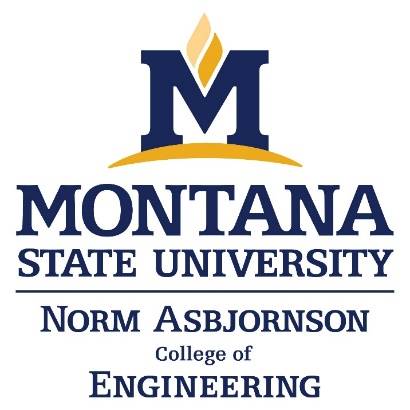 M
MONTANA
STATE UNIVERSITY
NORM ASBJORNSON
College of
ENGINEERING